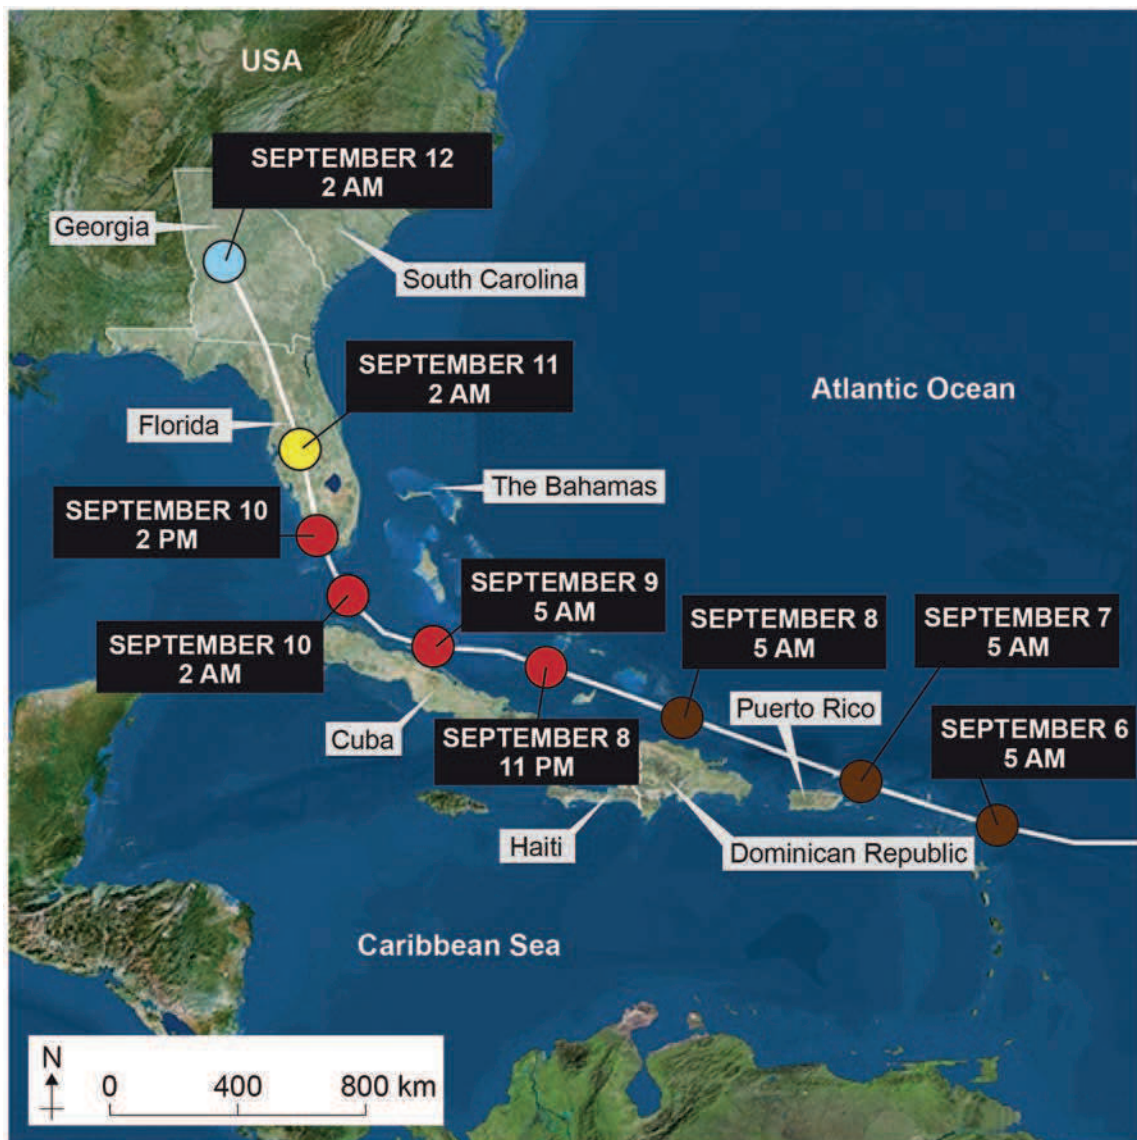 USA
SEPTEMBER 12
2 AM
Georgia
South Carolina
SEPTEMBER 11
2 AM
Atlantic Ocean
Florida
The Bahamas
SEPTEMBER 10
2 PM
SEPTEMBER 9
5 AM
SEPTEMBER 8
5 AM
SEPTEMBER 7
5 AM
SEPTEMBER 10
2 AM
Puerto Rico
Cuba
SEPTEMBER 8
11 PM
SEPTEMBER 6
5 AM
Haiti
Dominican Republic
Caribbean Sea
N
0 400 800 km